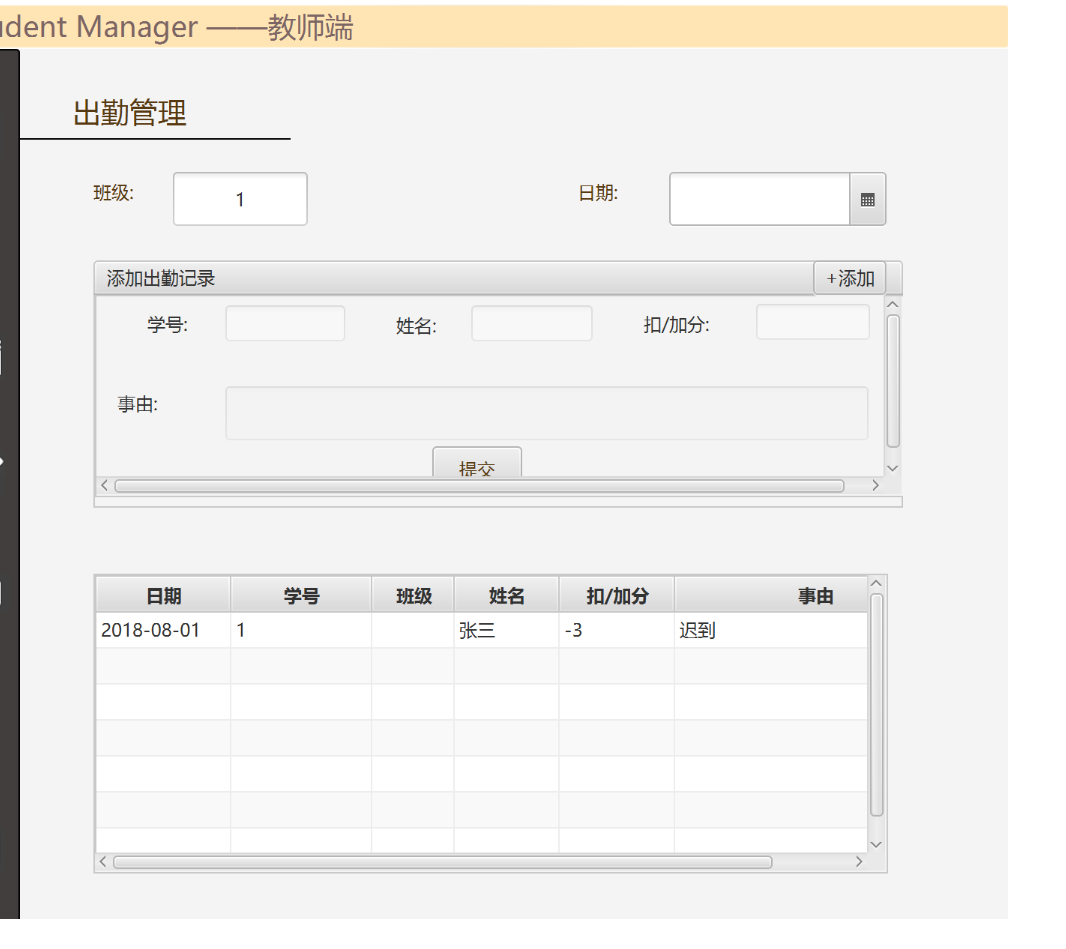 udent Manager ——教师端
出勤管理
班级: 1 日期:
添加出勤记录 +添加
学号: 姓名: 扣/加分:
事由:
提交
日期 学号 班级 姓名 扣/加分 事由
2018-08-01 1 张三 -3 迟到